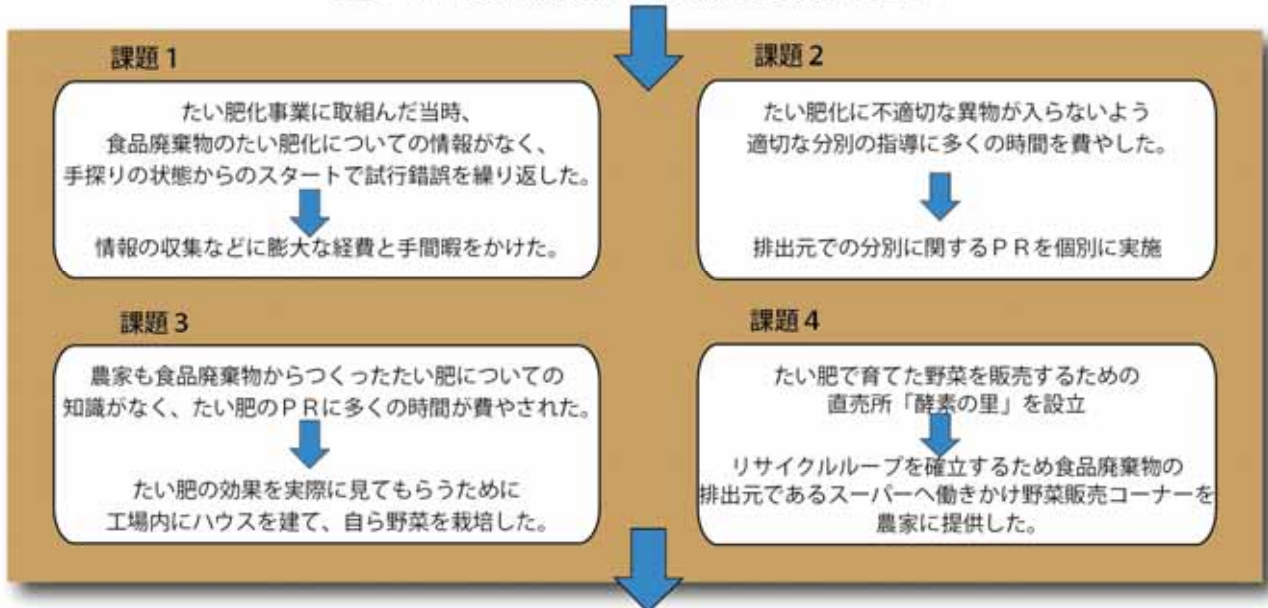 課題1
たい肥化事業に取組んだ当時、
食品廃棄物のたい肥化についての情報がなく、
手探りの状態からのスタートで試行錯誤を繰り返した。
情報の収集などに膨大な経費と手間暇をかけた。
課題2
たい肥化に不適切な異物が入らないよう
適切な分別の指導に多くの時間を費やした。
排出元での分別に関するPRを個別に実施
課題3
農家も食品廃棄物からつくったたい肥についての
知識がなく、たい肥のPRに多くの時間が費やされた。
たい肥の効果を実際に見てもらうために
工場内にハウスを建て、自ら野菜を栽培した。
課題4
たい肥で育てた野菜を販売するための
直売所「酵素の里」を設立
リサイクルループを確立するため食品廃棄物の
排出元であるスーパーへ働きかけ野菜販売コーナーを
農家に提供した。